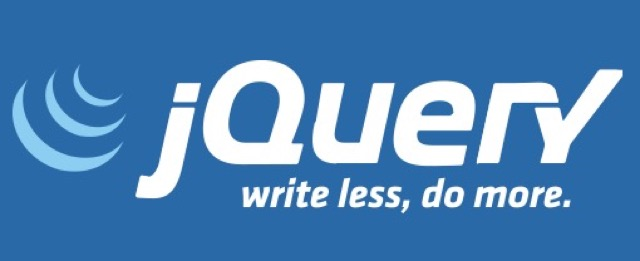 jQuery
write less, do more.